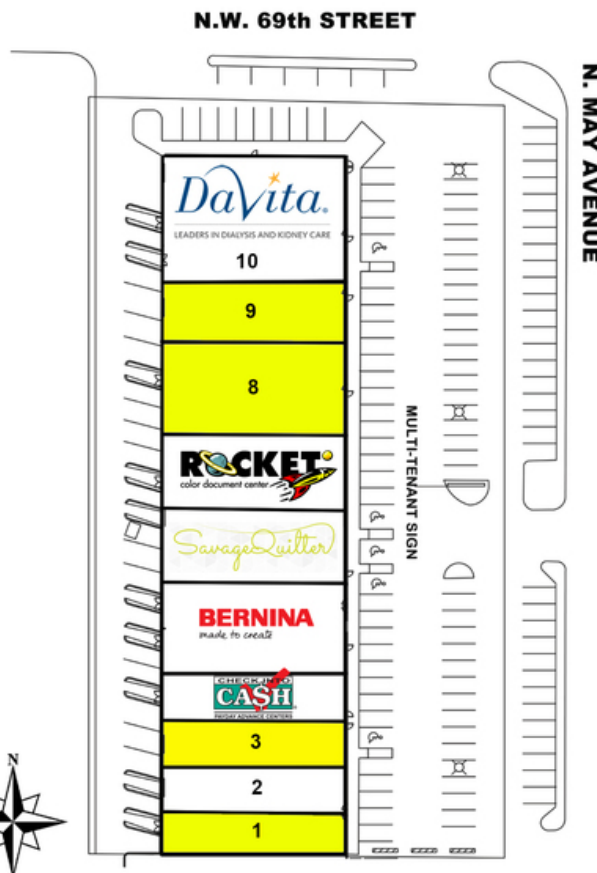 N.W. 69th STREET
N. MAY AVENUE
DaVita.
LEADERS IN DIALYSIS AND KIDNEY CARE
10
9
8
MULTI-TENANT SIGN
ROCKET
color document center
SavageQuilter
BERNINA
made to create
CHECK INTO
CASH
PAYDAY ADVANCE CENTERS
3
2
1
N